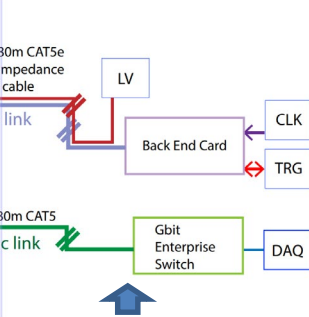 30m CAT5e
mpedance
cable
LV
link
CLK
Back End Card
TRG
30m CAT5
c link
Gbit
Enterprise
Switch
DAQ